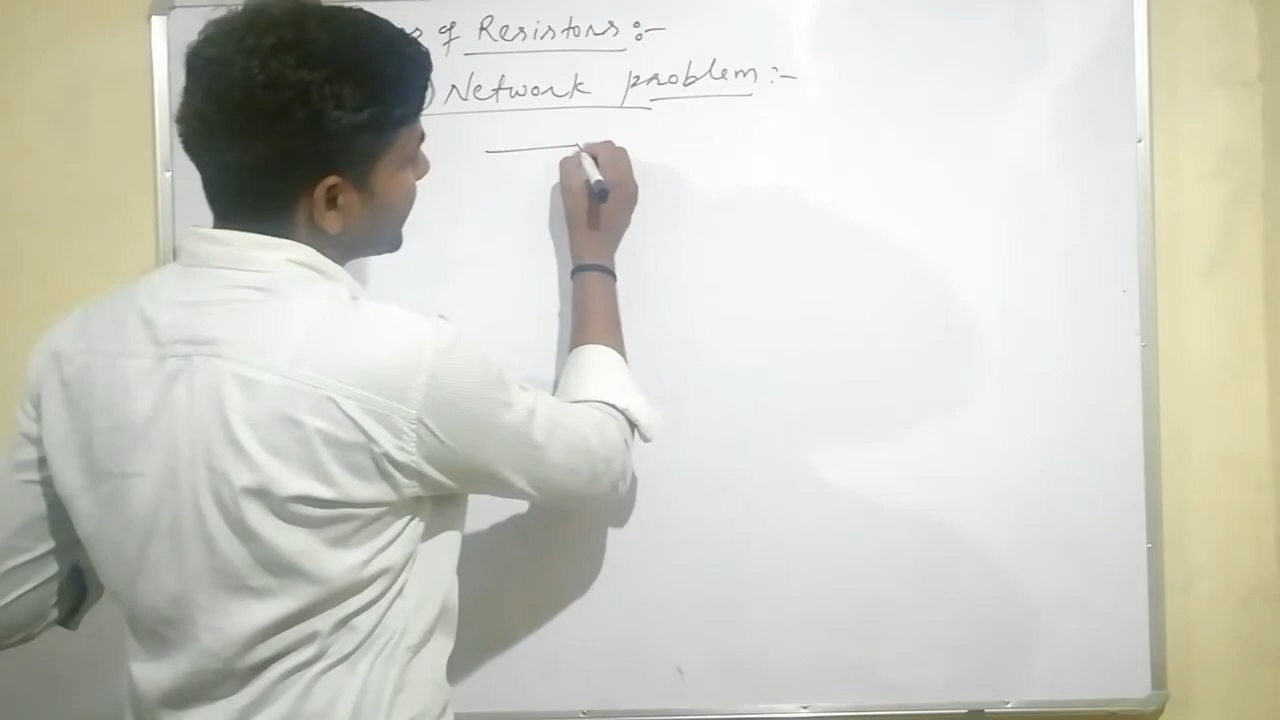 of Resistors :-
) Network problem :-